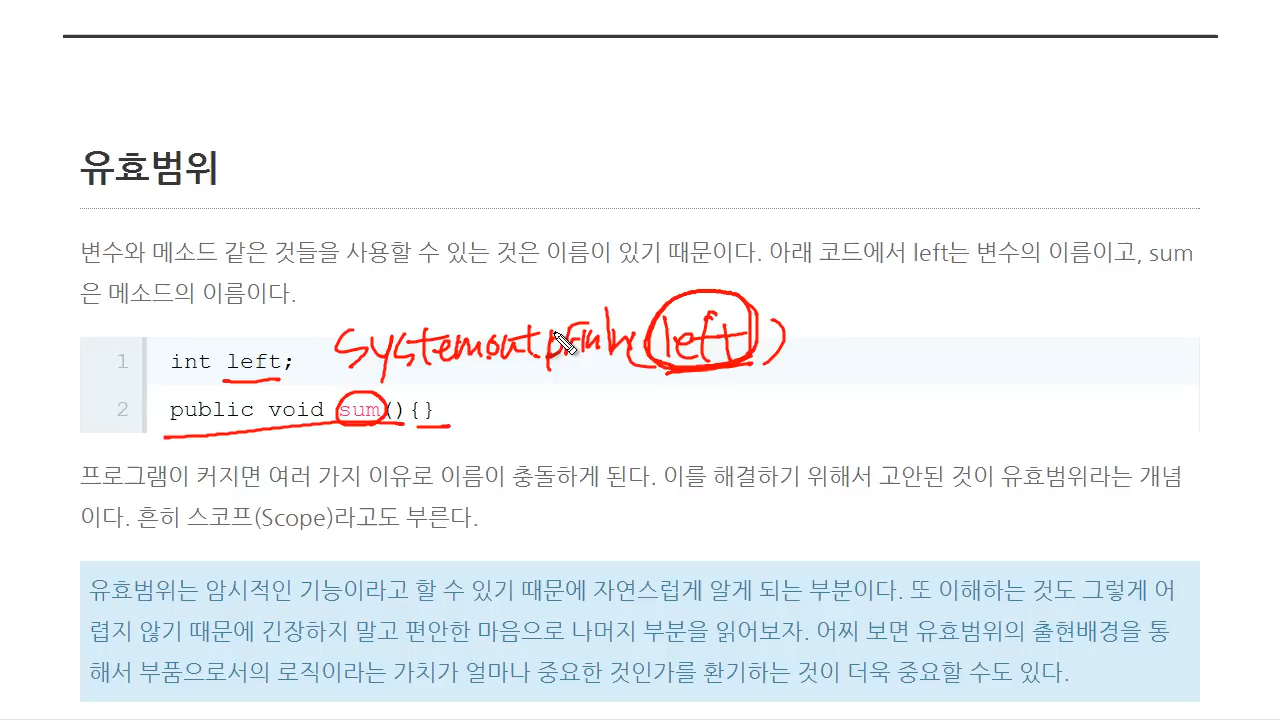 유효범위
변수와 메소드 같은 것들을 사용할 수 있는 것은 이름이 있기 때문이다. 아래 코드에서 left는 변수의 이름이고, sum
은 메소드의 이름이다.
systemout (left)
1 int left;
2 public void sum(){}
프로그램이 커지면 여러 가지 이유로 이름이 충돌하게 된다. 이를 해결하기 위해서 고안된 것이 유효범위라는 개념
이다. 흔히 스코프(Scope)라고도 부른다.
유효범위는 암시적인 기능이라고 할 수 있기 때문에 자연스럽게 알게 되는 부분이다. 또 이해하는 것도 그렇게 어
렵지 않기 때문에 긴장하지 말고 편안한 마음으로 나머지 부분을 읽어보자. 어찌 보면 유효범위의 출현배경을 통
해서 부품으로서의 로직이라는 가치가 얼마나 중요한 것인가를 환기하는 것이 더욱 중요할 수도 있다.